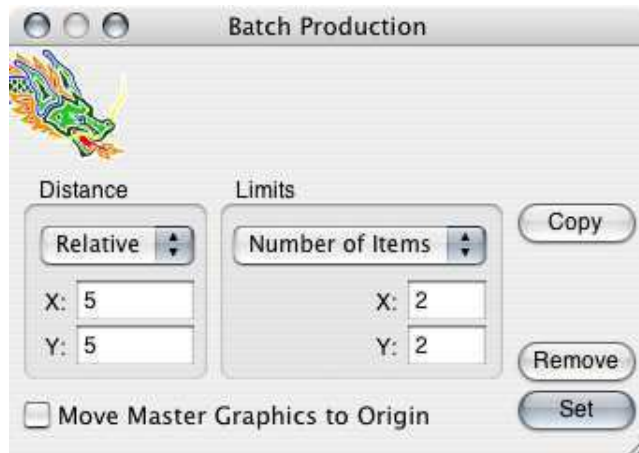 Batch Production
Distance
Limits
Relative
Number of Items
Copy
X: 5
X: 2
Y: 5
Y: 2
Remove
Move Master Graphics to Origin
Set